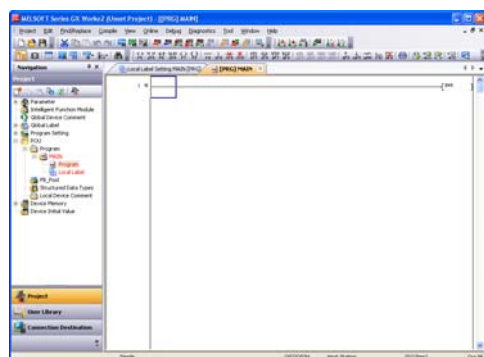 MELSOFT Series GX Works2 (Unset Project) - [[PRG] MAIN]
Project Edit Find/Replace Compile View Online Debug Diagnostics Tool Window Help
Navigation
Local Label Setting MAIN [PRG]
[PRG] MAIN
Project
Parameter
Intelligent Function Module
Global Device Comment
Global Label
Program Setting
POU
Program
MAIN
Program
Local Label
FB_Pool
Structured Data Types
Local Device Comment
Device Memory
Device Initial Value
Project
User Library
Connection Destination